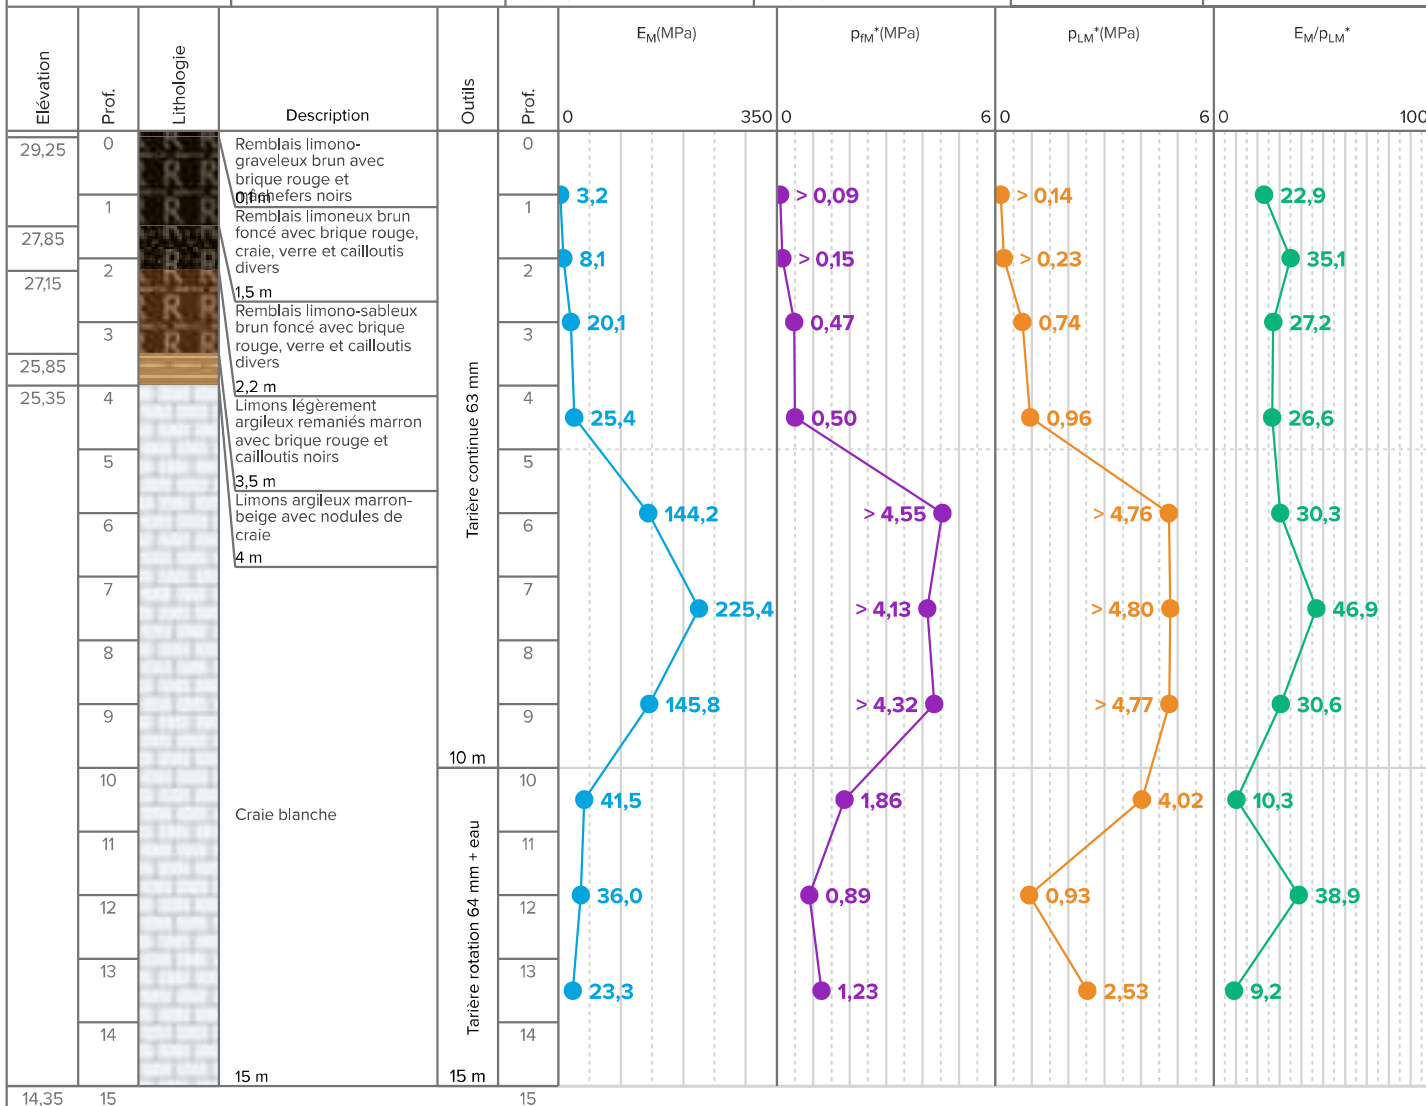 Elévation
Prof.
Lithologie
Description
Outils
Prof.
E_M(MPa)
p_fM*(MPa)
p_LM*(MPa)
E_M/p_LM*
0 350
0 6
0 6
0 100
29,25
27,85
27,15
25,85
25,35
14,35
0
1
2
3
4
5
6
7
8
9
10
11
12
13
14
15
R R
R R
R R
R R
R R
R R
R R
Remblais limono-
graveleux brun avec
brique rouge et
mâchefers noirs
0,1 m
Remblais limoneux brun
foncé avec brique rouge,
craie, verre et cailloutis
divers
1,5 m
Remblais limono-sableux
brun foncé avec brique
rouge, verre et cailloutis
divers
2,2 m
Limons légèrement
argileux remaniés marron
avec brique rouge et
cailloutis noirs
3,5 m
Limons argileux marron-
beige avec nodules de
craie
4 m
Craie blanche
15 m
Tarière continue 63 mm
10 m
Tarière rotation 64 mm + eau
15 m
0
1
2
3
4
5
6
7
8
9
10
11
12
13
14
15
3,2
8,1
20,1
25,4
144,2
225,4
145,8
41,5
36,0
23,3
> 0,09
> 0,15
0,47
0,50
> 4,55
> 4,13
> 4,32
1,86
0,89
1,23
> 0,14
> 0,23
0,74
0,96
> 4,76
> 4,80
> 4,77
4,02
0,93
2,53
22,9
35,1
27,2
26,6
30,3
46,9
30,6
10,3
38,9
9,2